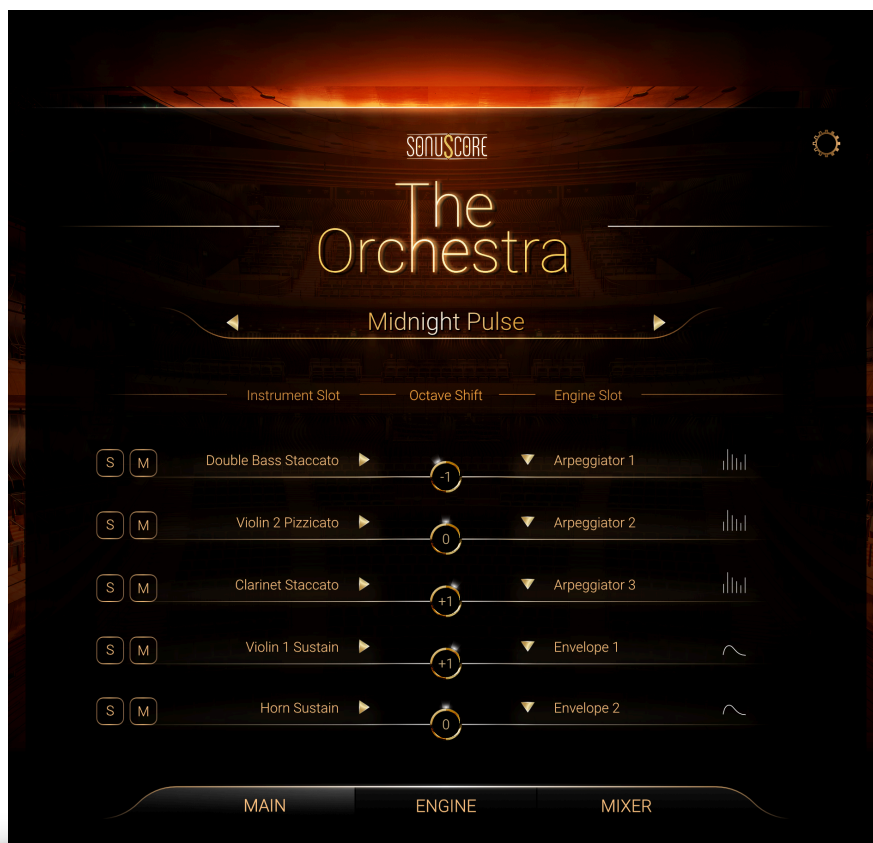 SONUSCORE
The
Orchestra
Midnight Pulse
Instrument Slot Octave Shift Engine Slot
S M Double Bass Staccato -1 Arpeggiator 1
S M Violin 2 Pizzicato 0 Arpeggiator 2
S M Clarinet Staccato +1 Arpeggiator 3
S M Violin 1 Sustain +1 Envelope 1
S M Horn Sustain 0 Envelope 2
MAIN ENGINE MIXER